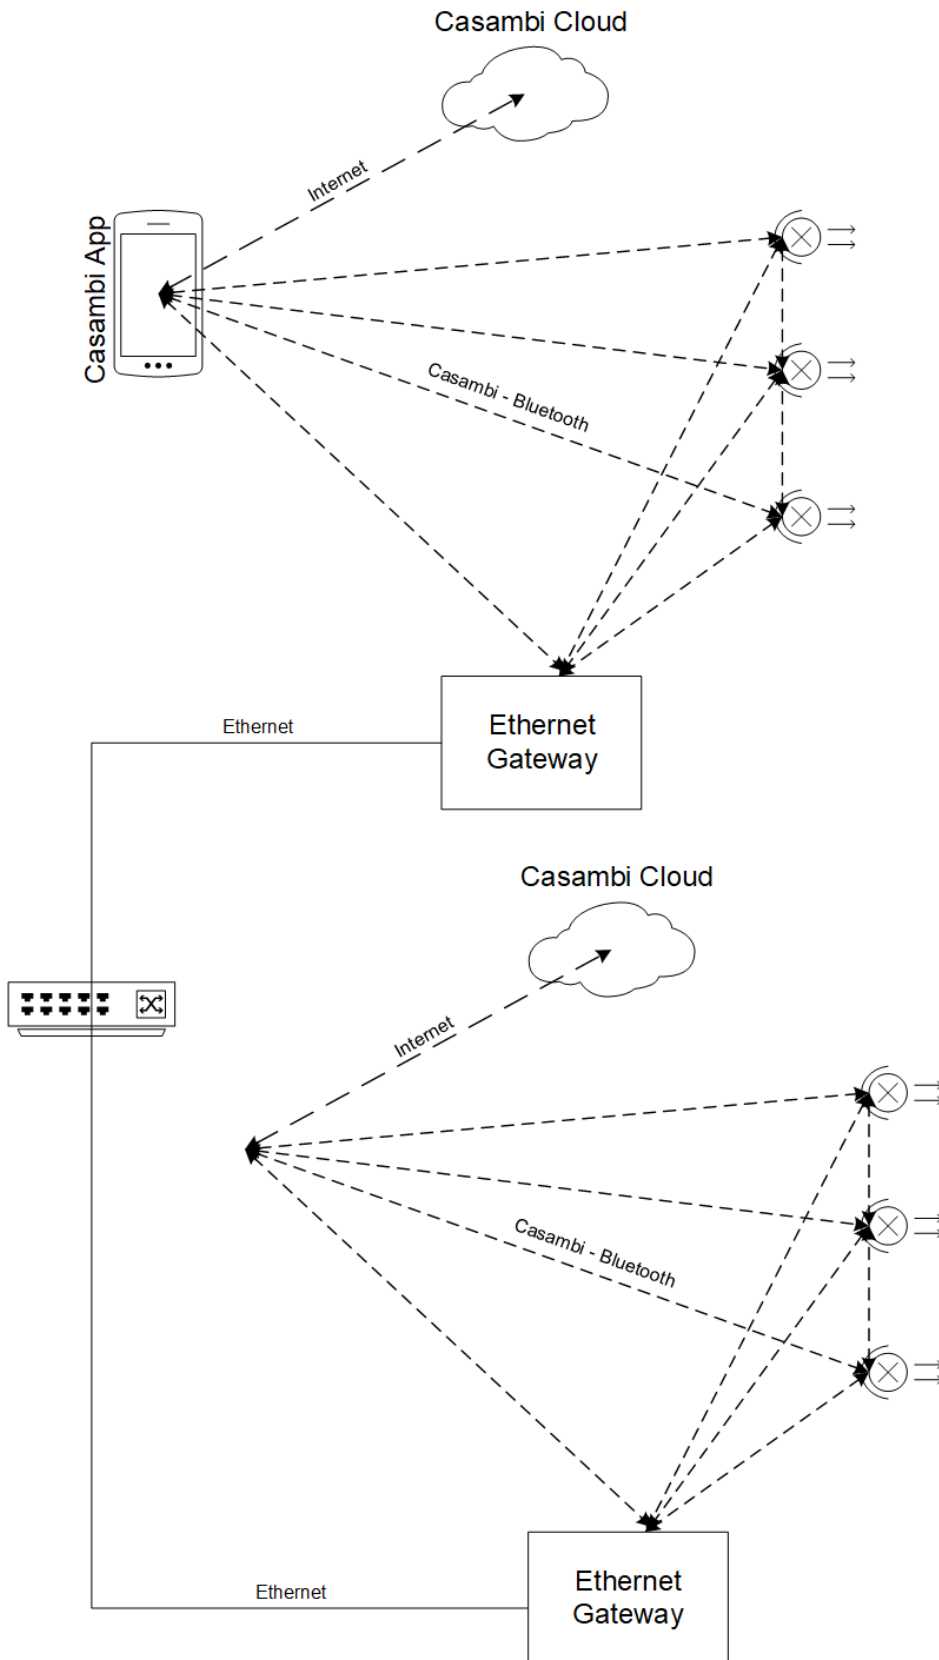 Casambi Cloud
Internet
Casambi App
Casambi - Bluetooth
Ethernet
Gateway
Ethernet
Casambi Cloud
Internet
Casambi - Bluetooth
Ethernet
Gateway
Ethernet